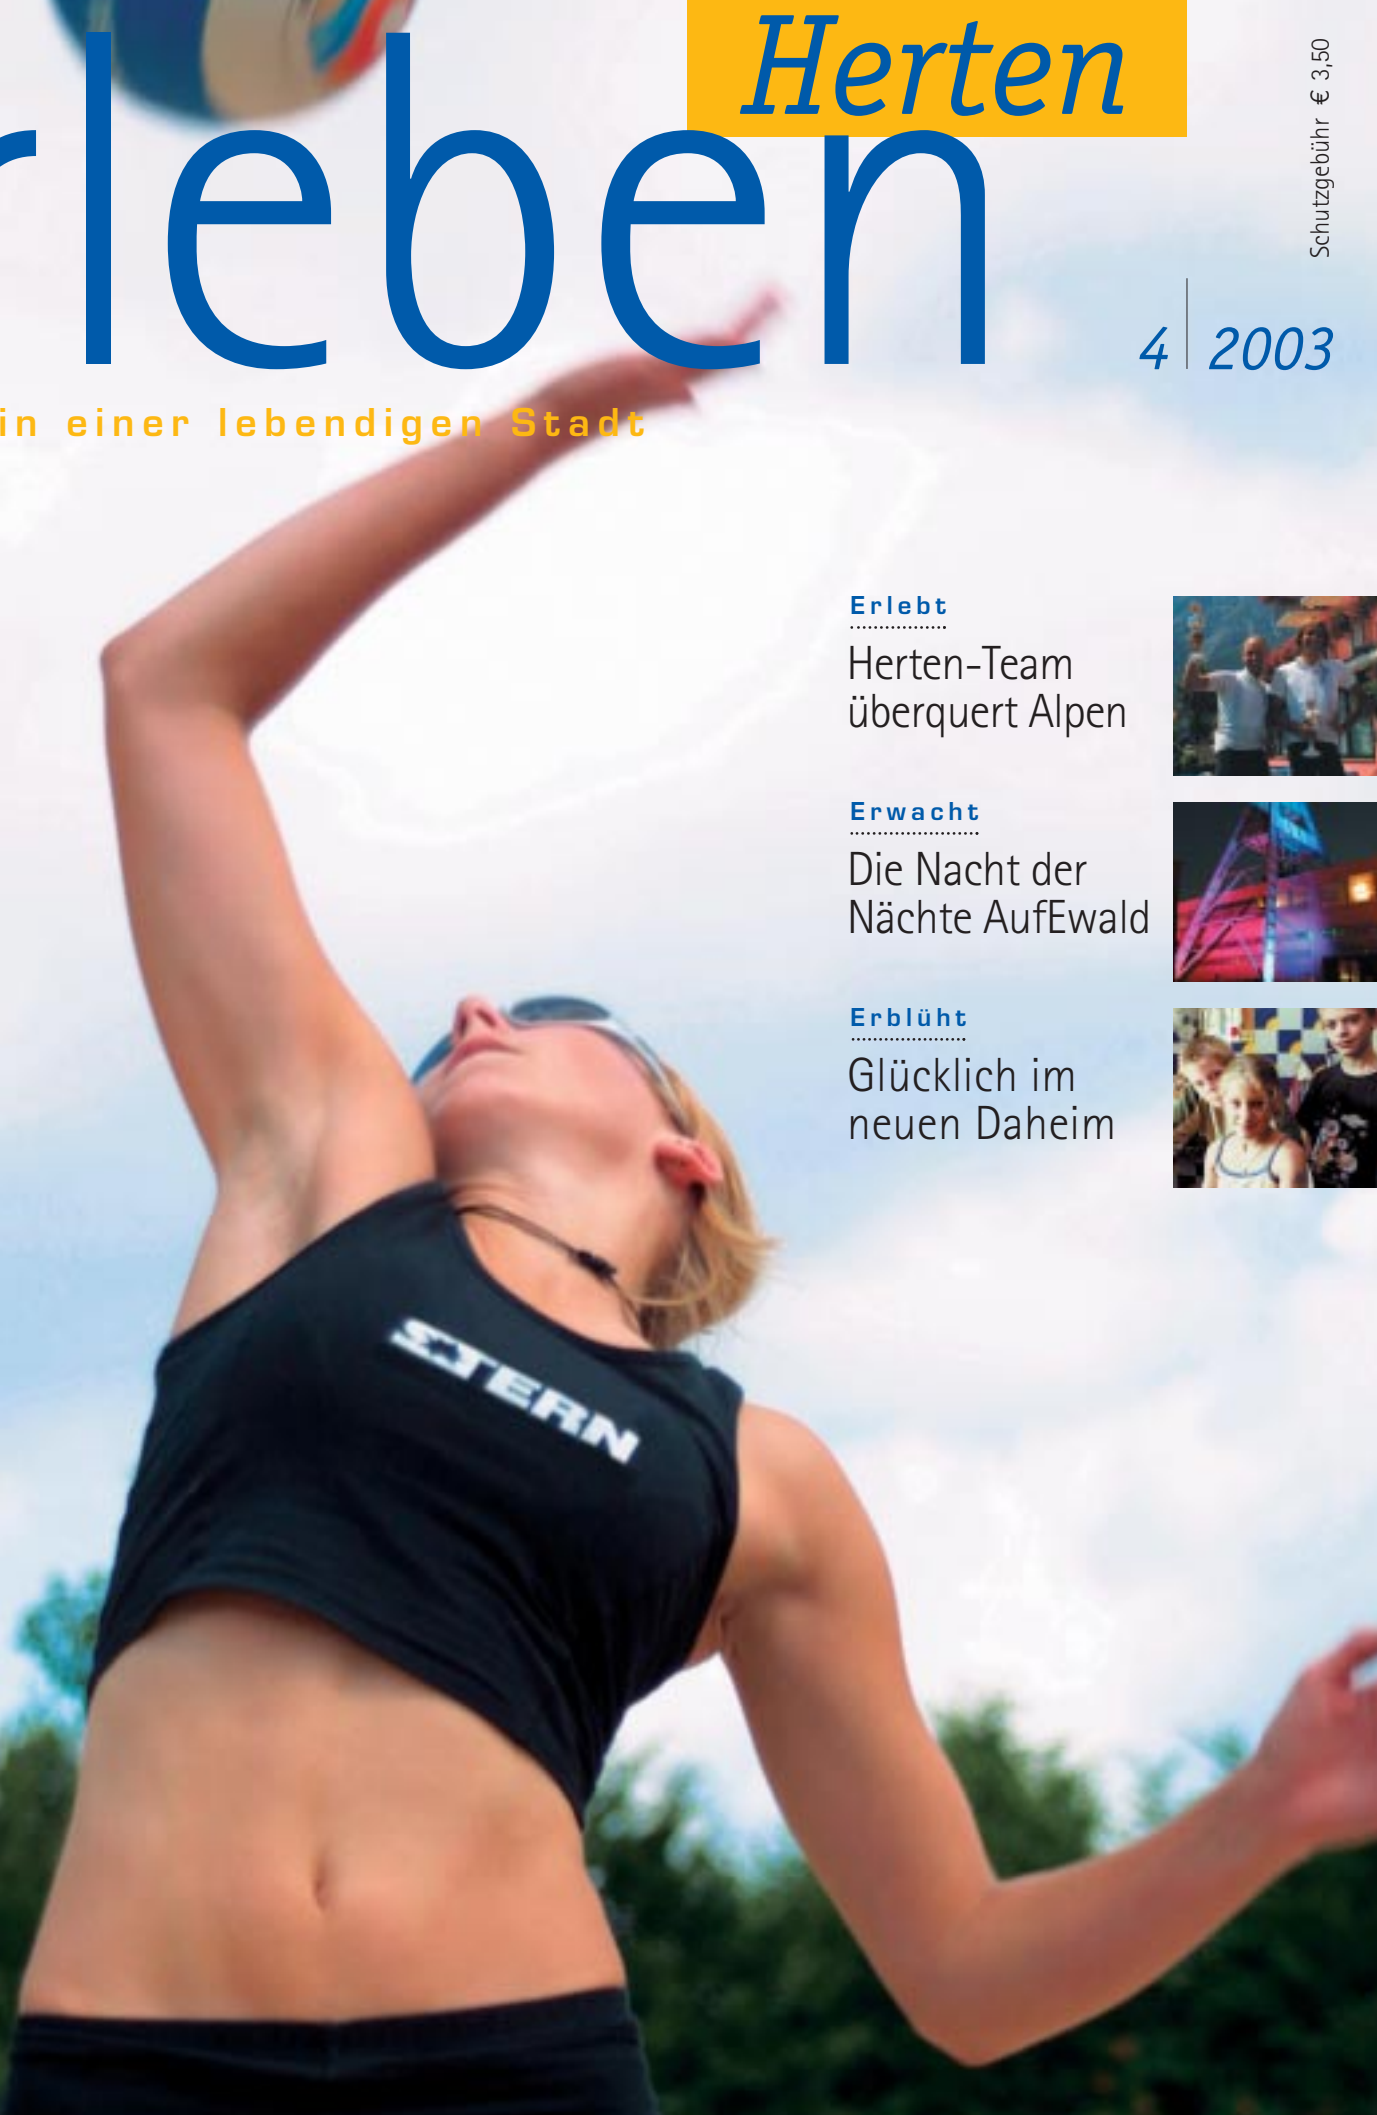 Herten
rleben
Schutzgebühr € 3,50
4 | 2003
in einer lebendigen Stadt
Erlebt
Herten-Team
überquert Alpen
Erwacht
Die Nacht der
Nächte AufEwald
Erblüht
Glücklich im
neuen Daheim
STERN